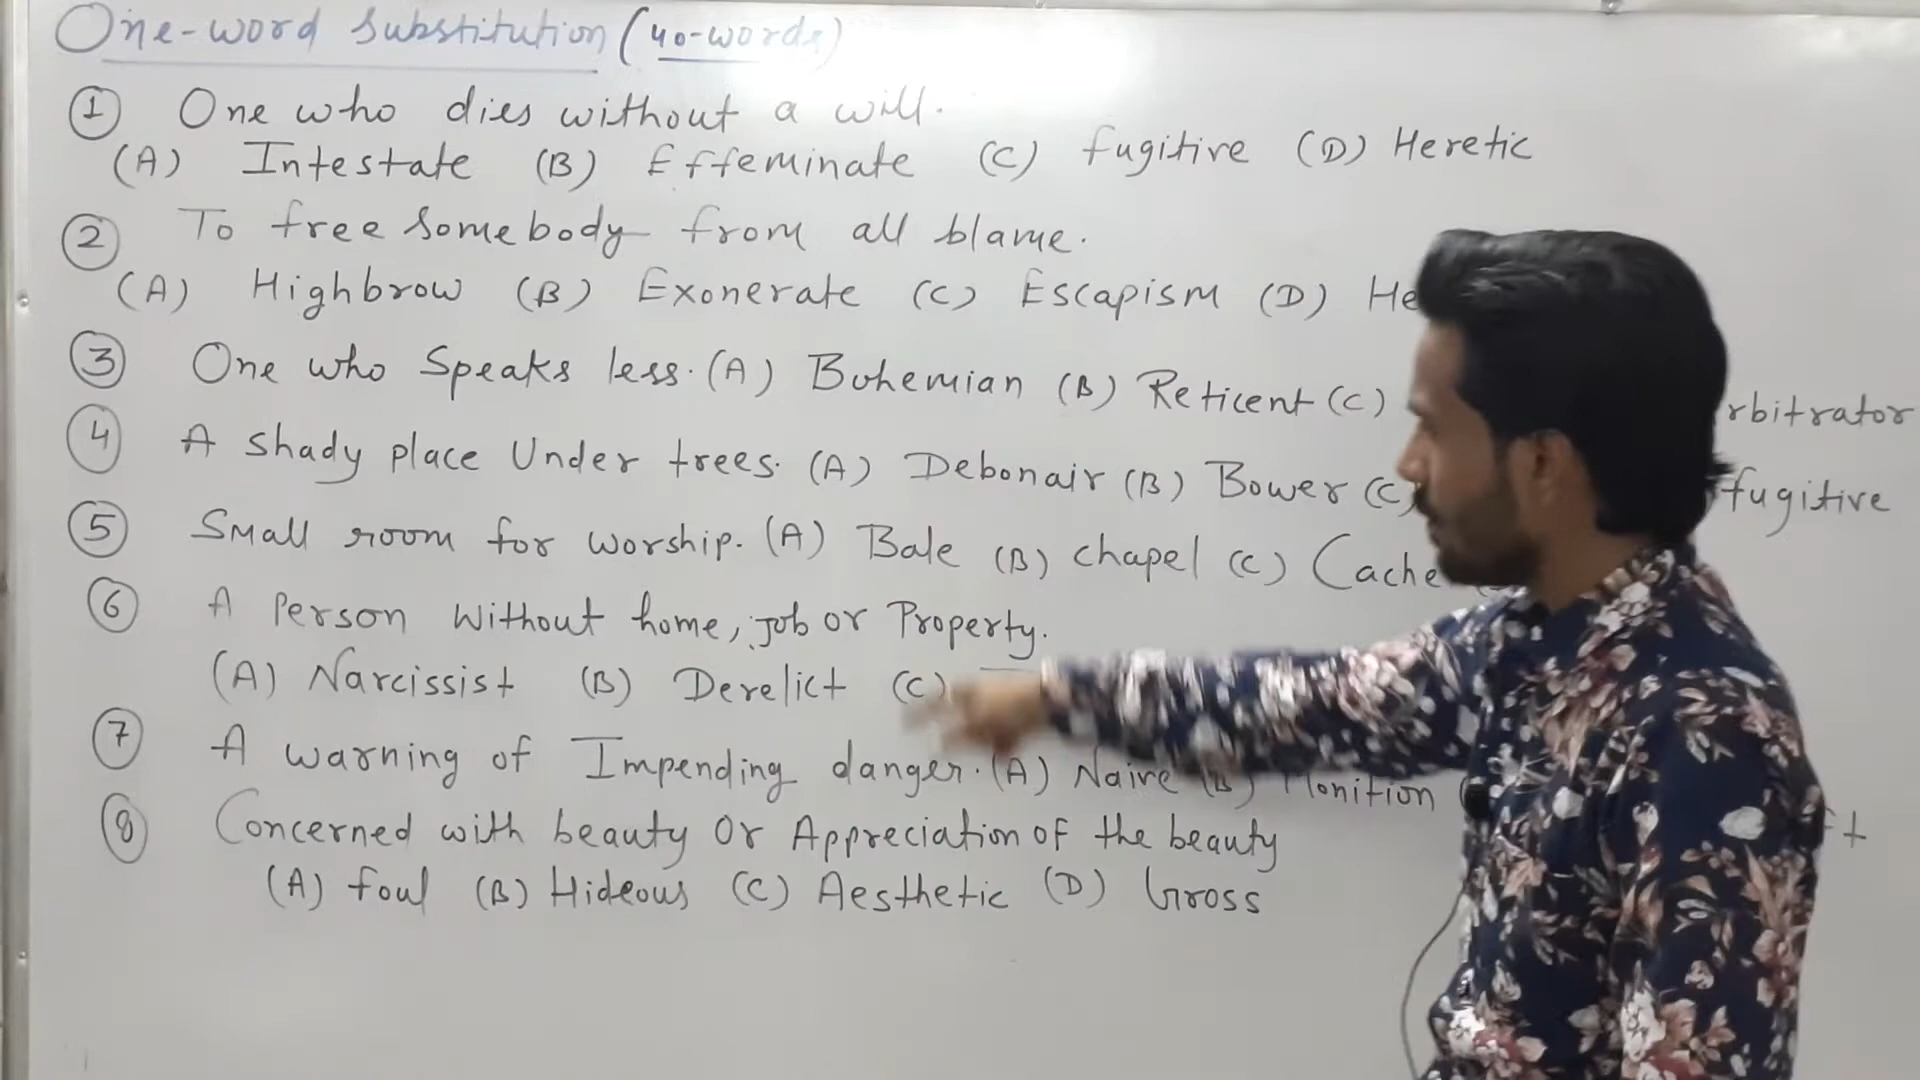 One-word Substitution (40-words)
① One who dies without a will.
(A) Intestate (B) Effeminate (C) fugitive (D) Heretic
② To free somebody from all blame.
(A) Highbrow (B) Exonerate (C) Escapism (D)
③ One who Speaks less. (A) Bohemian (B) Reticent (C)
④ A shady place Under trees. (A) Debonair (B) Bower (C) fugitive
⑤ Small room for worship. (A) Bale (B) chapel (C) Cache
⑥ A Person Without home, job or Property.
(A) Narcissist (B) Derelict (C)
⑦ A warning of Impending danger. (A) Naive (B) Monition
⑧ Concerned with beauty Or Appreciation of the beauty
(A) foul (B) Hideous (C) Aesthetic (D) Gross